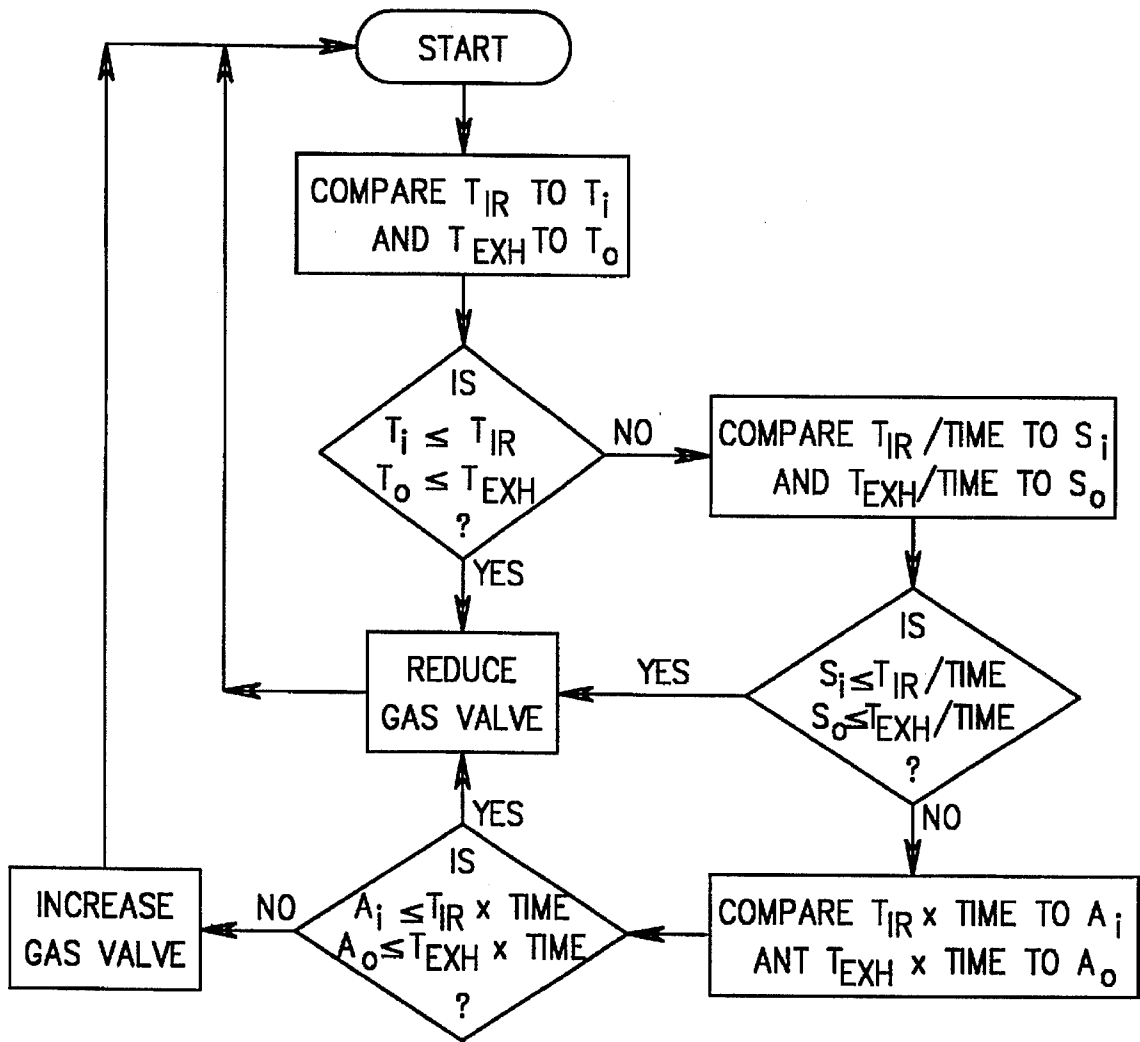 START
COMPARE T_IR TO T_i
AND T_EXH TO T_o
IS
T_i ≤ T_IR
T_o ≤ T_EXH
?
NO
YES
COMPARE T_IR/TIME TO S_i
AND T_EXH/TIME TO S_o
IS
S_i≤T_IR/TIME
S_o≤T_EXH/TIME
?
YES
NO
REDUCE
GAS VALVE
COMPARE T_IR x TIME TO A_i
ANT T_EXH x TIME TO A_o
YES
IS
A_i ≤T_IR x TIME
A_o≤T_EXH x TIME
?
NO
INCREASE
GAS VALVE